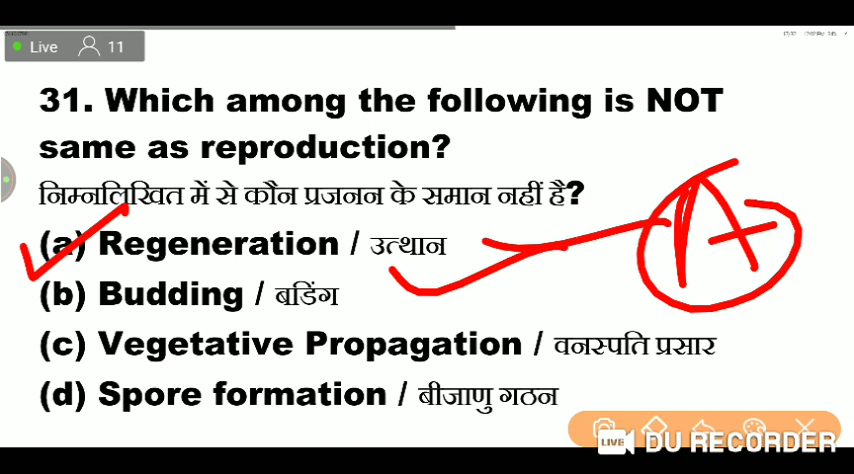 Live 11
31. Which among the following is NOT
same as reproduction?
निम्नलिखित में से कौन प्रजनन के समान नहीं है?
(a) Regeneration / उत्थान
(b) Budding / बडिंग
(c) Vegetative Propagation / वनस्पति प्रसार
(d) Spore formation / बीजाणु गठन
A
LIVE DU RECORDER